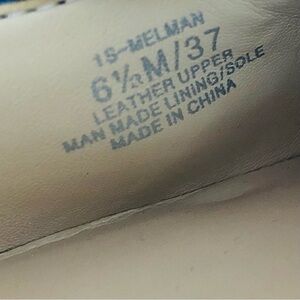 1S-MELMAN
6½M/37
LEATHER UPPER
MAN MADE LINING/SOLE
MADE IN CHINA